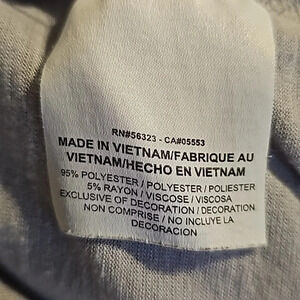 RN#56323 - CA#05553
MADE IN VIETNAM/FABRIQUE AU
VIETNAM/HECHO EN VIETNAM
95% POLYESTER / POLYESTER / POLIESTER
5% RAYON / VISCOSE / VISCOSA
EXCLUSIVE OF DECORATION / DECORATION
NON COMPRISE / NO INCLUYE LA
DECORACION